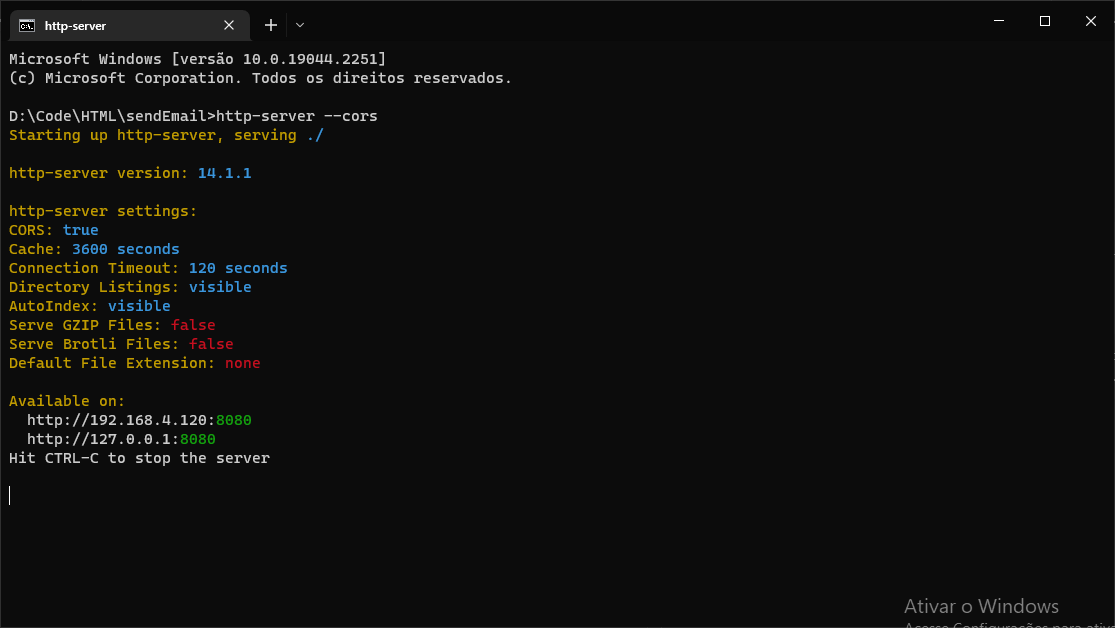 http-server
Microsoft Windows [versão 10.0.19044.2251]
(c) Microsoft Corporation. Todos os direitos reservados.
D:\Code\HTML\sendEmail>http-server --cors
Starting up http-server, serving ./
http-server version: 14.1.1
http-server settings:
CORS: true
Cache: 3600 seconds
Connection Timeout: 120 seconds
Directory Listings: visible
AutoIndex: visible
Serve GZIP Files: false
Serve Brotli Files: false
Default File Extension: none
Available on:
  http://192.168.4.120:8080
  http://127.0.0.1:8080
Hit CTRL-C to stop the server
Ativar o Windows
Acesse Configurações para